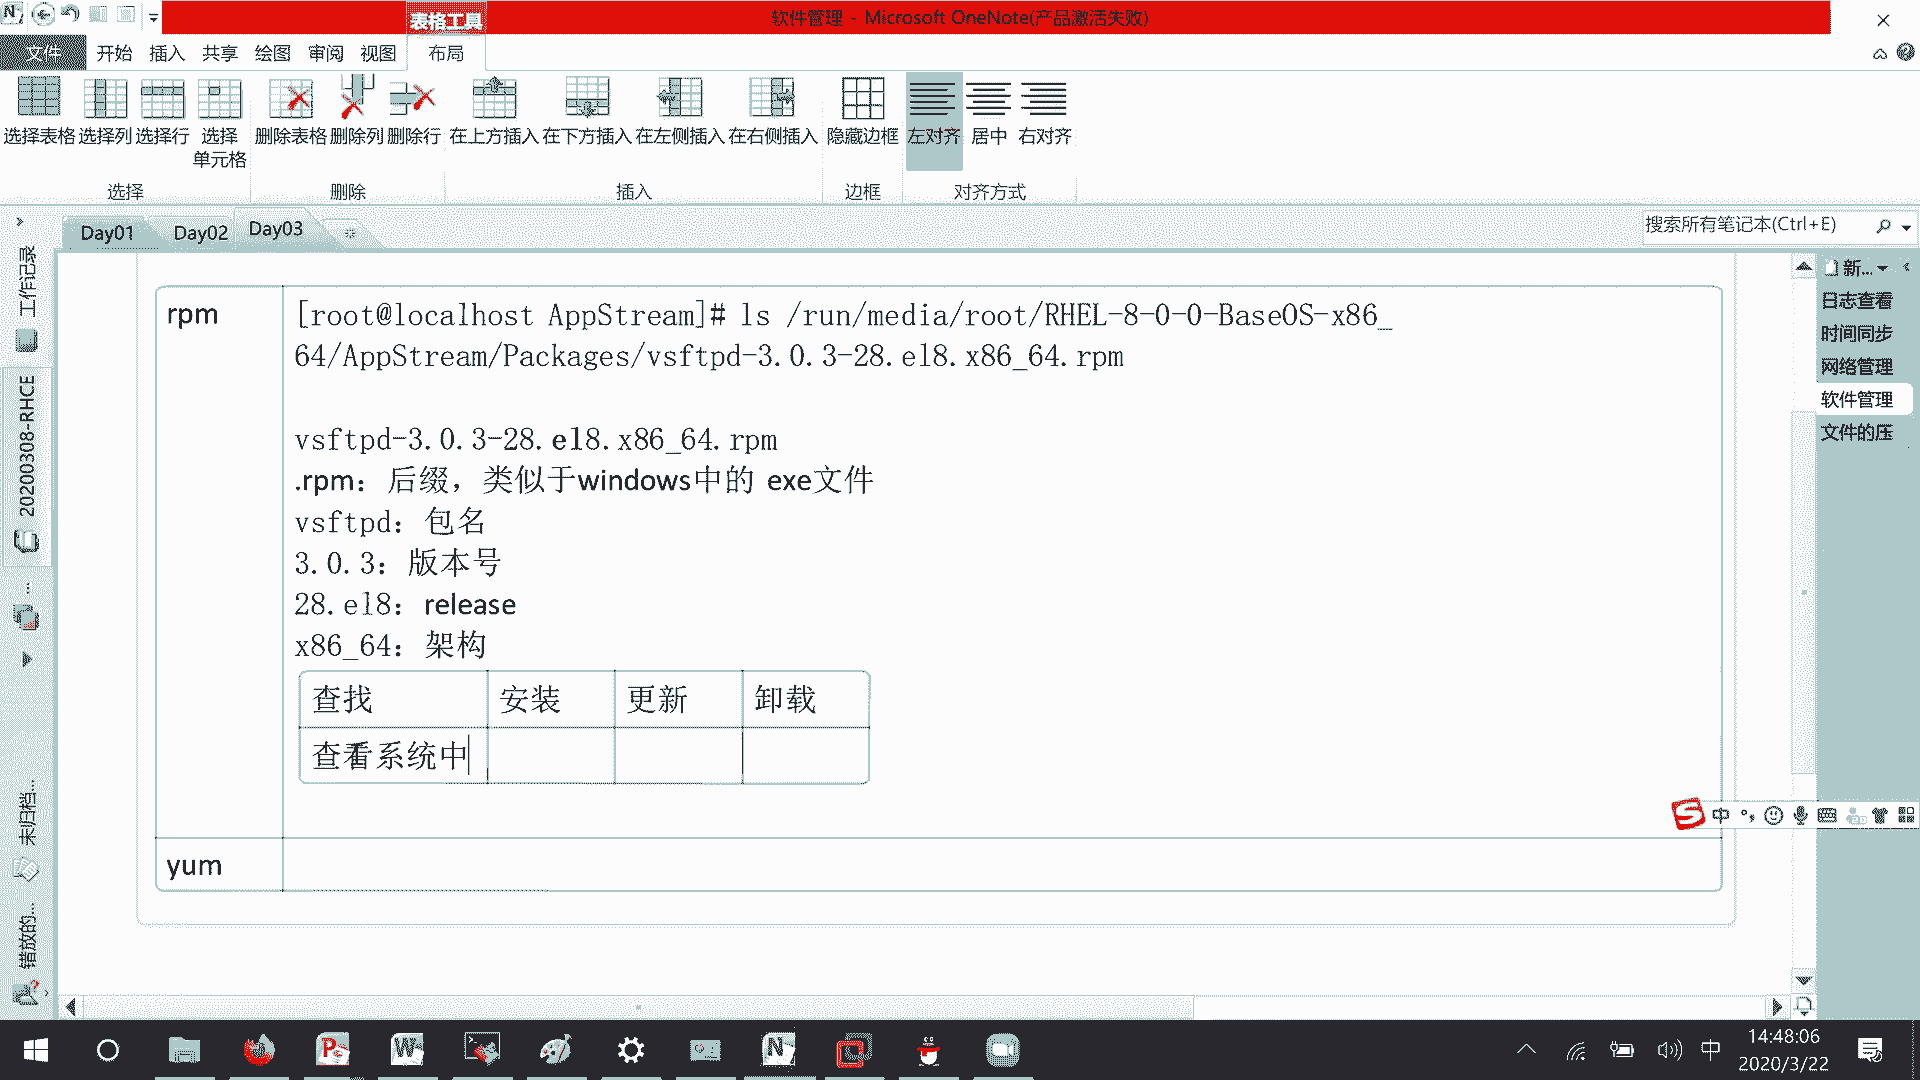 表格工具
软件管理 - Microsoft OneNote(产品激活失败)
文件 开始 插入 共享 绘图 审阅 视图 布局
选择表格 选择列 选择行 选择单元格 删除表格 删除列 删除行 在上方插入 在下方插入 在左侧插入 在右侧插入 隐藏边框 左对齐 居中 右对齐
选择 删除 插入 边框 对齐方式
Day01 Day02 Day03
搜索所有笔记本(Ctrl+E)
工作记录
20200308-RHCE
...
未归档...
错放的...
新...
日志查看
时间同步
网络管理
软件管理
文件的压
rpm
[root@localhost AppStream]# ls /run/media/root/RHEL-8-0-0-BaseOS-x86_
64/AppStream/Packages/vsftpd-3.0.3-28.el8.x86_64.rpm
vsftpd-3.0.3-28.el8.x86_64.rpm
.rpm：后缀，类似于windows中的 exe文件
vsftpd：包名
3.0.3：版本号
28.el8：release
x86_64：架构
查找 安装 更新 卸载
查看系统中
yum
中
中
14:48:06
2020/3/22